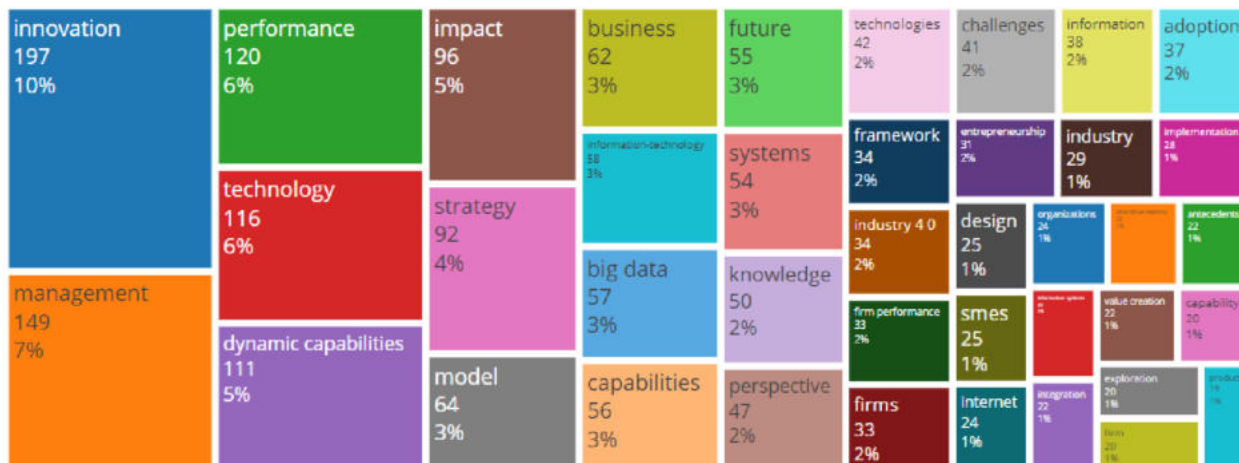 innovation
197
10%
management
149
7%
performance
120
6%
technology
116
6%
dynamic capabilities
111
5%
impact
96
5%
strategy
92
4%
model
64
3%
business
62
3%
information-technology
58
3%
big data
57
3%
capabilities
56
3%
future
55
3%
systems
54
3%
knowledge
50
2%
perspective
47
2%
technologies
42
2%
challenges
41
2%
information
38
2%
adoption
37
2%
framework
34
2%
industry 4 0
34
2%
firm performance
33
2%
firms
33
2%
entrepreneurship
31
2%
industry
29
1%
implementation
28
1%
design
25
1%
smes
25
1%
internet
24
1%
organizations
24
1%
antecedents
22
1%
information systems
integration
22
1%
value creation
22
1%
capability
20
1%
exploration
20
1%
firm
20
1%